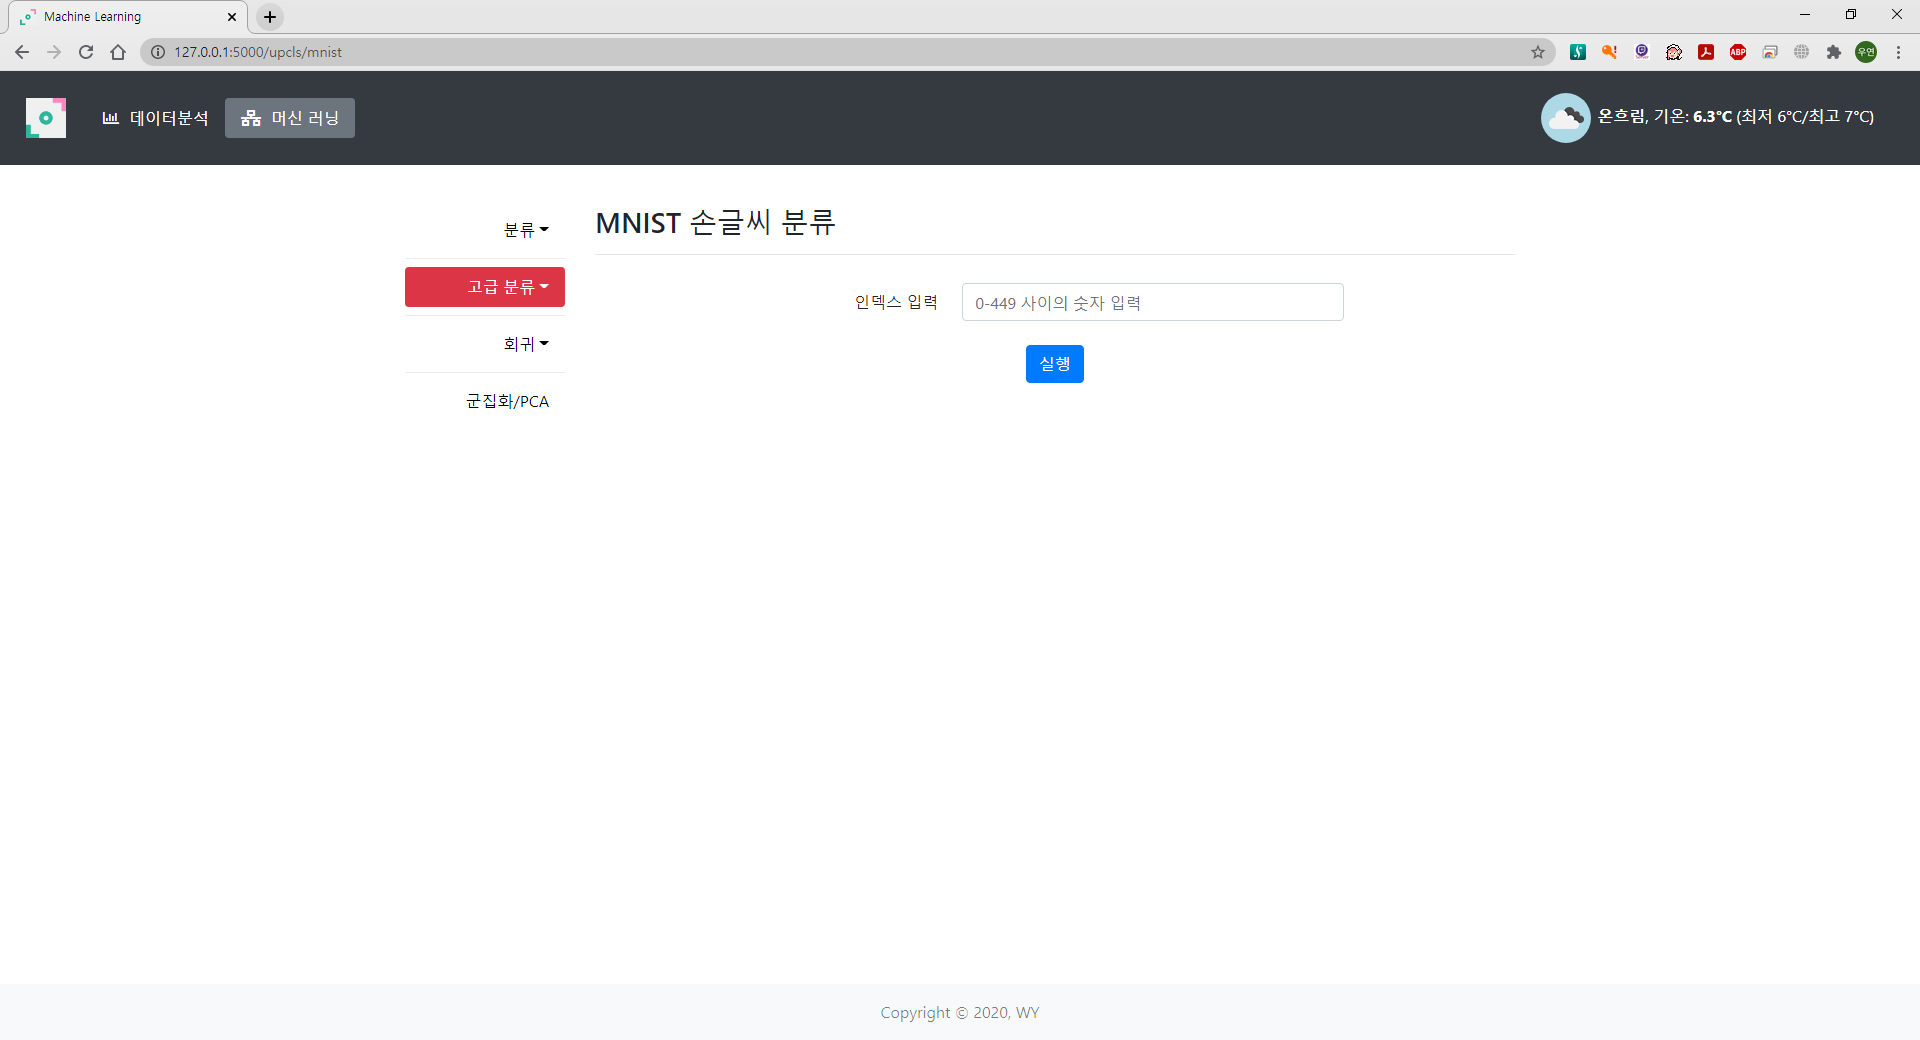 Machine Learning
127.0.0.1:5000/upcls/mnist
ABP
우연
데이터분석
머신 러닝
온흐림, 기온: 6.3°C (최저 6°C/최고 7°C)
분류
고급 분류
회귀
군집화/PCA
MNIST 손글씨 분류
인덱스 입력
0-449 사이의 숫자 입력
실행
Copyright © 2020, WY